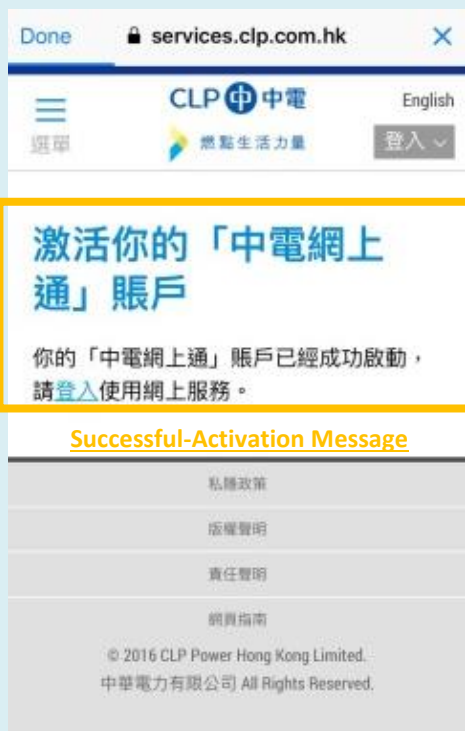 Done services.clp.com.hk
CLP 中電 English
選單 燃點生活力量 登入
激活你的「中電網上
通」賬戶
你的「中電網上通」賬戶已經成功啟動，
請登入使用網上服務。
Successful-Activation Message
私隱政策
版權聲明
責任聲明
網頁指南
© 2016 CLP Power Hong Kong Limited.
中華電力有限公司 All Rights Reserved.